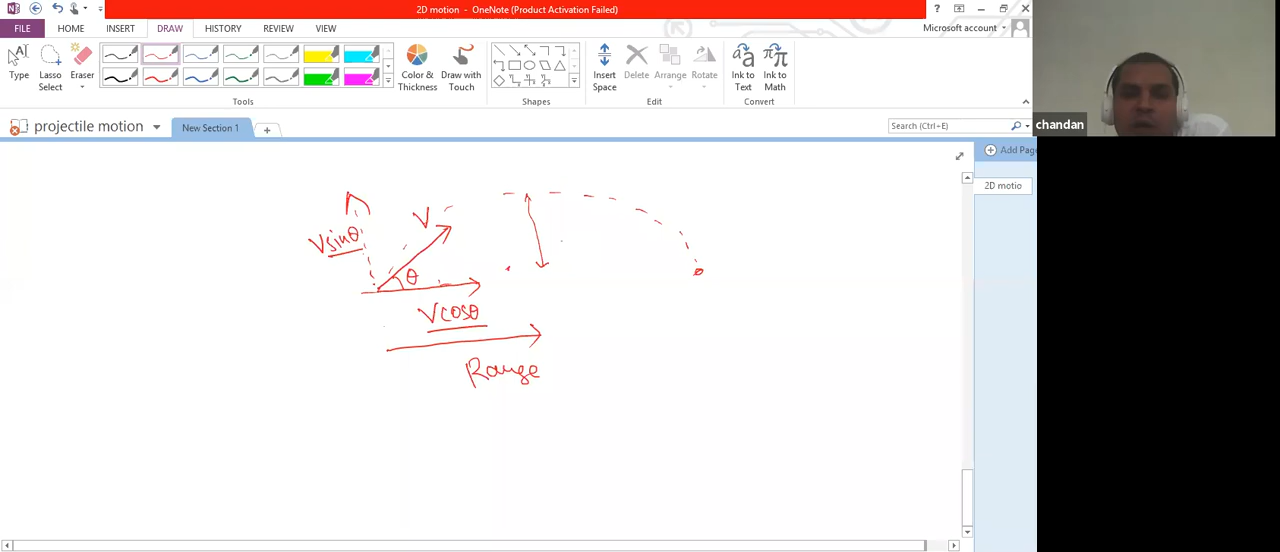 2D motion - OneNote (Product Activation Failed)
FILE HOME INSERT DRAW HISTORY REVIEW VIEW
Microsoft account
Type
Lasso Select
Eraser
Color & Thickness
Draw with Touch
Insert Space
Delete
Arrange
Rotate
Ink to Text
Ink to Math
Tools
Shapes
Edit
Convert
projectile motion
New Section 1
Search (Ctrl+E)
chandan
Add Page
2D motio
V
Vsinθ
θ
Vcosθ
Range